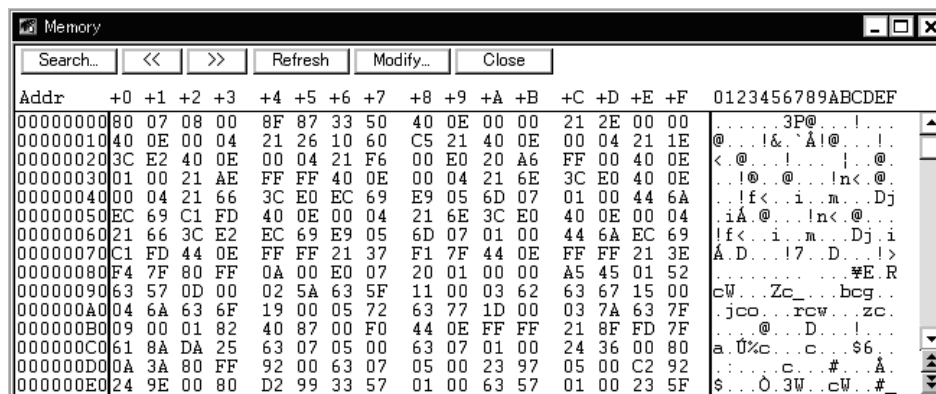 Memory
Search... << >> Refresh Modify... Close
Addr +0 +1 +2 +3 +4 +5 +6 +7 +8 +9 +A +B +C +D +E +F 0123456789ABCDEF
00000000 80 07 08 00 8F 87 33 50 40 0E 00 00 21 2E 00 00 ......3P@...!...
00000010 40 0E 00 04 21 26 10 60 C5 21 40 0E 00 04 21 1E @...!&.`Å!@...!.
00000020 3C E2 40 0E 00 04 21 F6 00 E0 20 A6 FF 00 40 0E <.@...!... ¦..@.
00000030 01 00 21 AE FF FF 40 0E 00 04 21 6E 3C E0 40 0E ..!®..@...!n<.@.
00000040 00 04 21 66 3C E0 EC 69 E9 05 6D 07 01 00 44 6A ..!f<..i..m...Dj
00000050 EC 69 C1 FD 40 0E 00 04 21 6E 3C E0 40 0E 00 04 .iÁ.@...!n<.@...
00000060 21 66 3C E2 EC 69 E9 05 6D 07 01 00 44 6A EC 69 !f<..i..m...Dj.i
00000070 C1 FD 44 0E FF FF 21 37 F1 7F 44 0E FF FF 21 3E Á.D...!7..D...!>
00000080 F4 7F 80 FF 0A 00 E0 07 20 01 00 00 A5 45 01 52 ........ ...¥E.R
00000090 63 57 0D 00 02 5A 63 5F 11 00 03 62 63 67 15 00 cW...Zc_...bcg..
000000A0 04 6A 63 6F 19 00 05 72 63 77 1D 00 03 7A 63 7F .jco...rcw...zc.
000000B0 09 00 01 82 40 87 00 F0 44 0E FF FF 21 8F FD 7F ....@...D...!...
000000C0 61 8A DA 25 63 07 05 00 63 07 01 00 24 36 00 80 a.Ú%c...c...$6..
000000D0 0A 3A 80 FF 92 00 63 07 05 00 23 97 05 00 C2 92 .:....c...#...Â.
000000E0 24 9E 00 80 D2 99 33 57 01 00 63 57 01 00 23 5F $...Ò.3W..cW..#_